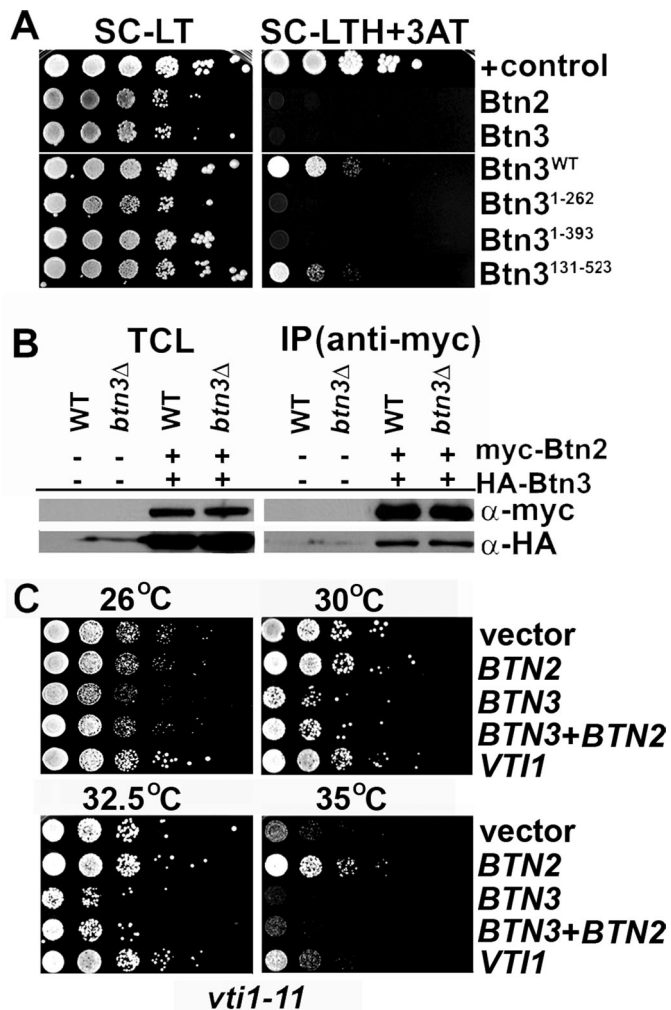 A
SC-LT SC-LTH+3AT
+control
Btn2
Btn3
Btn3WT
Btn31-262
Btn31-393
Btn3131-523
B
TCL IP(anti-myc)
WT btn3Δ WT btn3Δ WT btn3Δ WT btn3Δ
- - + + - - + + myc-Btn2
- - + + - - + + HA-Btn3
α-myc
α-HA
C
26°C 30°C
vector
BTN2
BTN3
BTN3+BTN2
VTI1
32.5°C 35°C
vector
BTN2
BTN3
BTN3+BTN2
VTI1
vti1-11